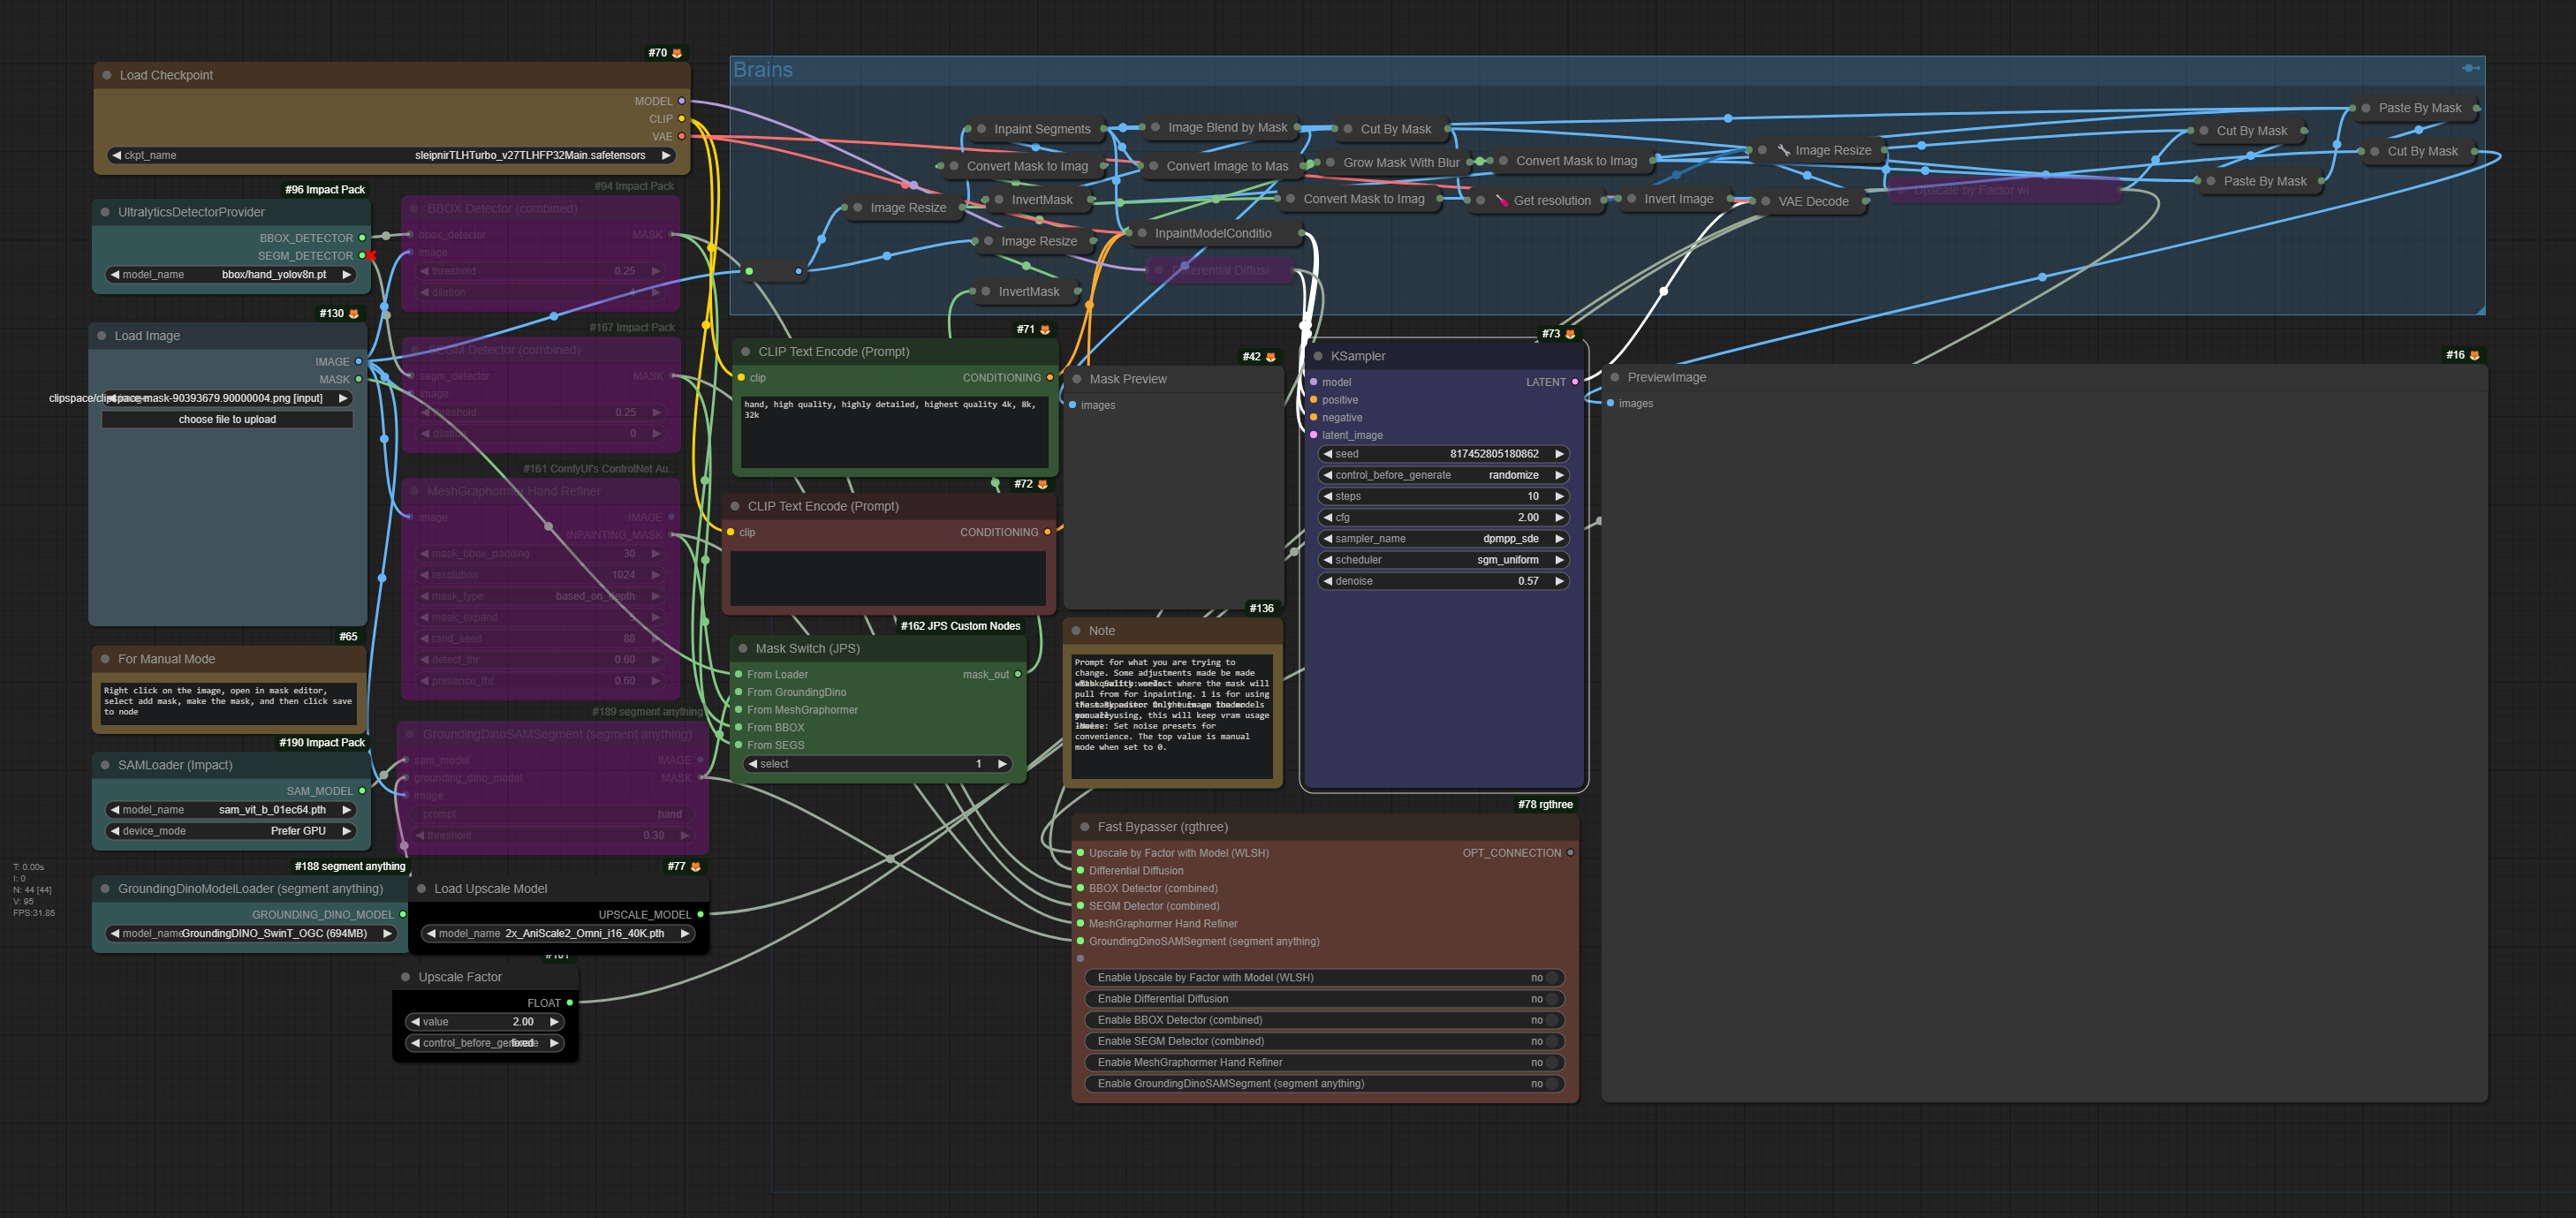 #70
Load Checkpoint
MODEL
CLIP
VAE
ckpt_name sleipnirTLHTurbo_v27TLHFP32Main.safetensors
#96 Impact Pack
UltralyticsDetectorProvider
BBOX_DETECTOR
SEGM_DETECTOR
model_name bbox/hand_yolov8n.pt
#94 Impact Pack
BBOX Detector (combined)
bbox_detector MASK
image
threshold 0.25
dilation 4
#130
Load Image
IMAGE
MASK
[input]
choose file to upload
#167 Impact Pack
SEGM Detector (combined)
segm_detector MASK
image
threshold 0.25
dilation 0
#161 ComfyUI's ControlNet Au..
MeshGraphormer Hand Refiner
image IMAGE
INPAINTING_MASK
mask_bbox_padding 30
resolution 1024
mask_type based_on_depth
mask_expand
rand_seed 88
detect_thr 0.60
presence_thr 0.60
#65
For Manual Mode
Right click on the image, open in mask editor,
select add mask, make the mask, and then click save
to node
#190 Impact Pack
SAMLoader (Impact)
SAM_MODEL
model_name sam_vit_b_01ec64.pth
device_mode Prefer GPU
#189 segment anything
GroundingDinoSAMSegment (segment anything)
sam_model IMAGE
grounding_dino_model MASK
image
prompt hand
threshold 0.30
#188 segment anything
GroundingDinoModelLoader (segment anything)
GROUNDING_DINO_MODEL
model_name GroundingDINO_SwinT_OGC (694MB)
#77
Load Upscale Model
UPSCALE_MODEL
model_name 2x_AniScale2_Omni_i16_40K.pth
Upscale Factor
FLOAT
value 2.00
control_before_generate fixed
T: 0.00s
I: 0
N: 44 [44]
V: 95
FPS:31.85
Brains
Inpaint Segments
Image Blend by Mask
Cut By Mask
Convert Mask to Imag
Convert Image to Mas
Grow Mask With Blur
Convert Mask to Imag
Image Resize
Cut By Mask
Paste By Mask
Cut By Mask
Paste By Mask
Image Resize
InvertMask
Convert Mask to Imag
Get resolution
Invert Image
VAE Decode
Upscale by Factor wi
Image Resize
InpaintModelConditio
Differential Diffusi
InvertMask
#71
CLIP Text Encode (Prompt)
clip CONDITIONING
hand, high quality, highly detailed, highest quality 4k, 8k,
32k
#72
CLIP Text Encode (Prompt)
clip CONDITIONING
#162 JPS Custom Nodes
Mask Switch (JPS)
From Loader mask_out
From GroundingDino
From MeshGraphormer
From BBOX
From SEGS
select 1
#42
Mask Preview
images
#136
Note
Prompt for what you are trying to
change. Some adjustments made be made
select where the mask will
pull from for inpainting. 1 is for using
using, this will keep vram usage
Set noise presets for
convenience. The top value is manual
mode when set to 0.
#73
KSampler
model LATENT
positive
negative
latent_image
seed 817452805180862
control_before_generate randomize
steps 10
cfg 2.00
sampler_name dpmpp_sde
scheduler sgm_uniform
denoise 0.57
#16
PreviewImage
images
#78 rgthree
Fast Bypasser (rgthree)
Upscale by Factor with Model (WLSH) OPT_CONNECTION
Differential Diffusion
BBOX Detector (combined)
SEGM Detector (combined)
MeshGraphormer Hand Refiner
GroundingDinoSAMSegment (segment anything)
Enable Upscale by Factor with Model (WLSH) no
Enable Differential Diffusion no
Enable BBOX Detector (combined) no
Enable SEGM Detector (combined) no
Enable MeshGraphormer Hand Refiner no
Enable GroundingDinoSAMSegment (segment anything) no